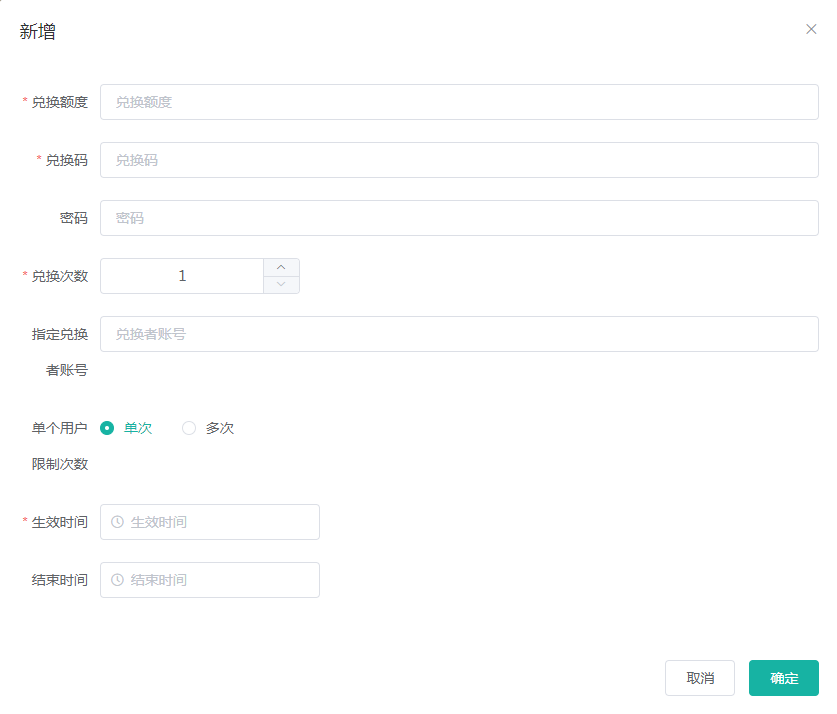 新增
* 兑换额度 兑换额度
* 兑换码 兑换码
密码 密码
* 兑换次数 1
指定兑换 兑换者账号
者账号
单个用户 单次 多次
限制次数
* 生效时间 生效时间
结束时间 结束时间
取消 确定